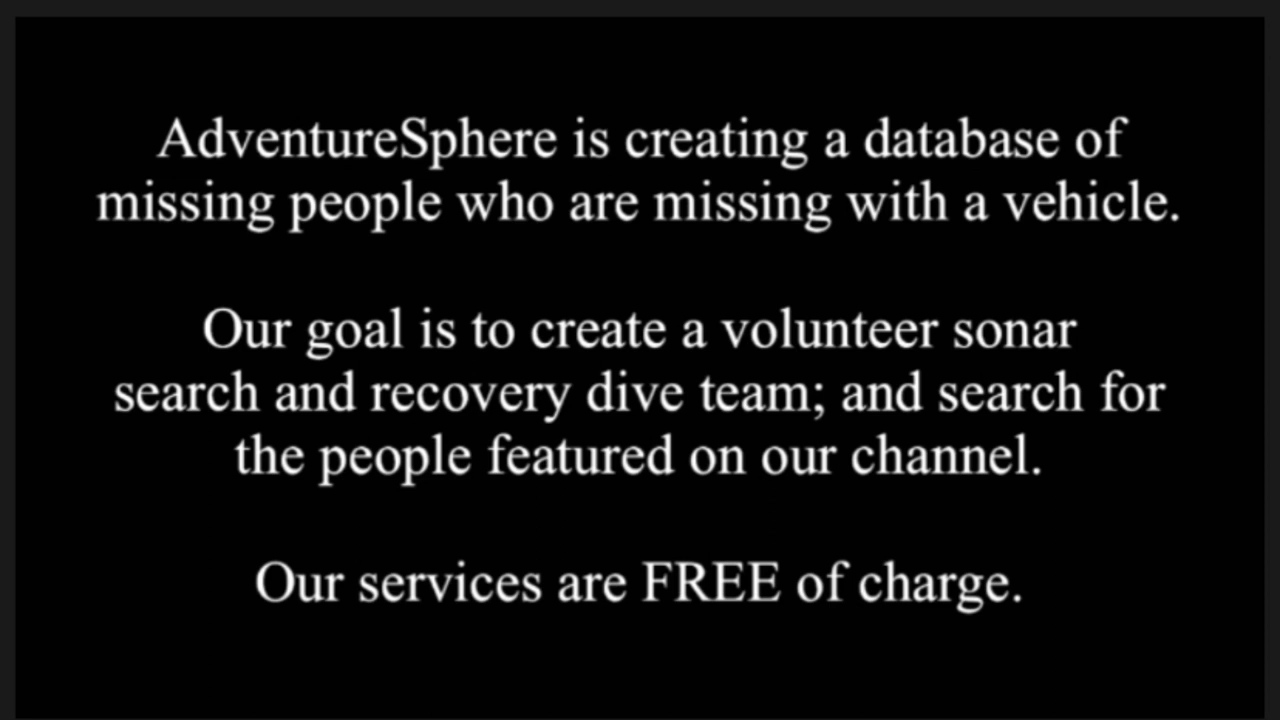 AdventureSphere is creating a database of
missing people who are missing with a vehicle.
Our goal is to create a volunteer sonar
search and recovery dive team; and search for
the people featured on our channel.
Our services are FREE of charge.